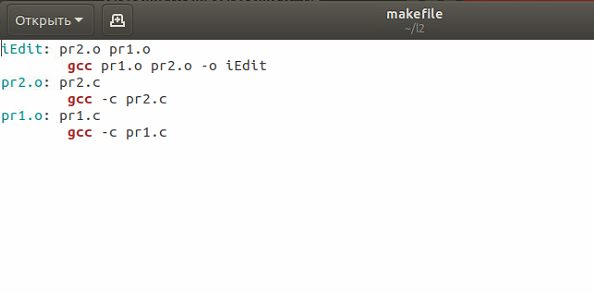 Открыть
makefile
~/l2
iEdit: pr2.o pr1.o
gcc pr1.o pr2.o -o iEdit
pr2.o: pr2.c
gcc -c pr2.c
pr1.o: pr1.c
gcc -c pr1.c